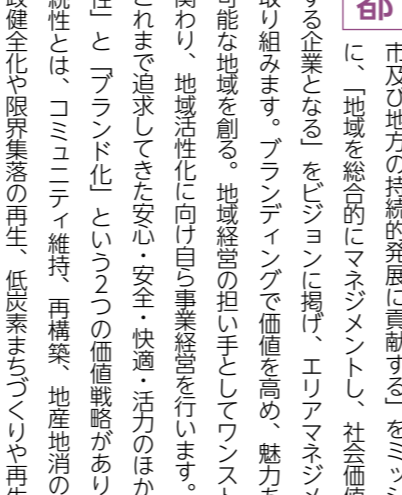 都
市及び地方の持続的発展に貢献する」をミッシ
に、「地域を総合的にマネジメントし、社会価値
する企業となる」をビジョンに掲げ、エリアマネジメ
取り組みます。ブランディングで価値を高め、魅力あ
可能な地域を創る。地域経営の担い手としてワンスト
関わり、地域活性化に向け自ら事業経営を行います。
これまで追求してきた安心・安全・快適・活力のほか
性」と「ブランド化」という2つの価値戦略があり
続性とは、コミュニティ維持、再構築、地産地消の
政健全化や限界集落の再生、低炭素まちづくりや再生